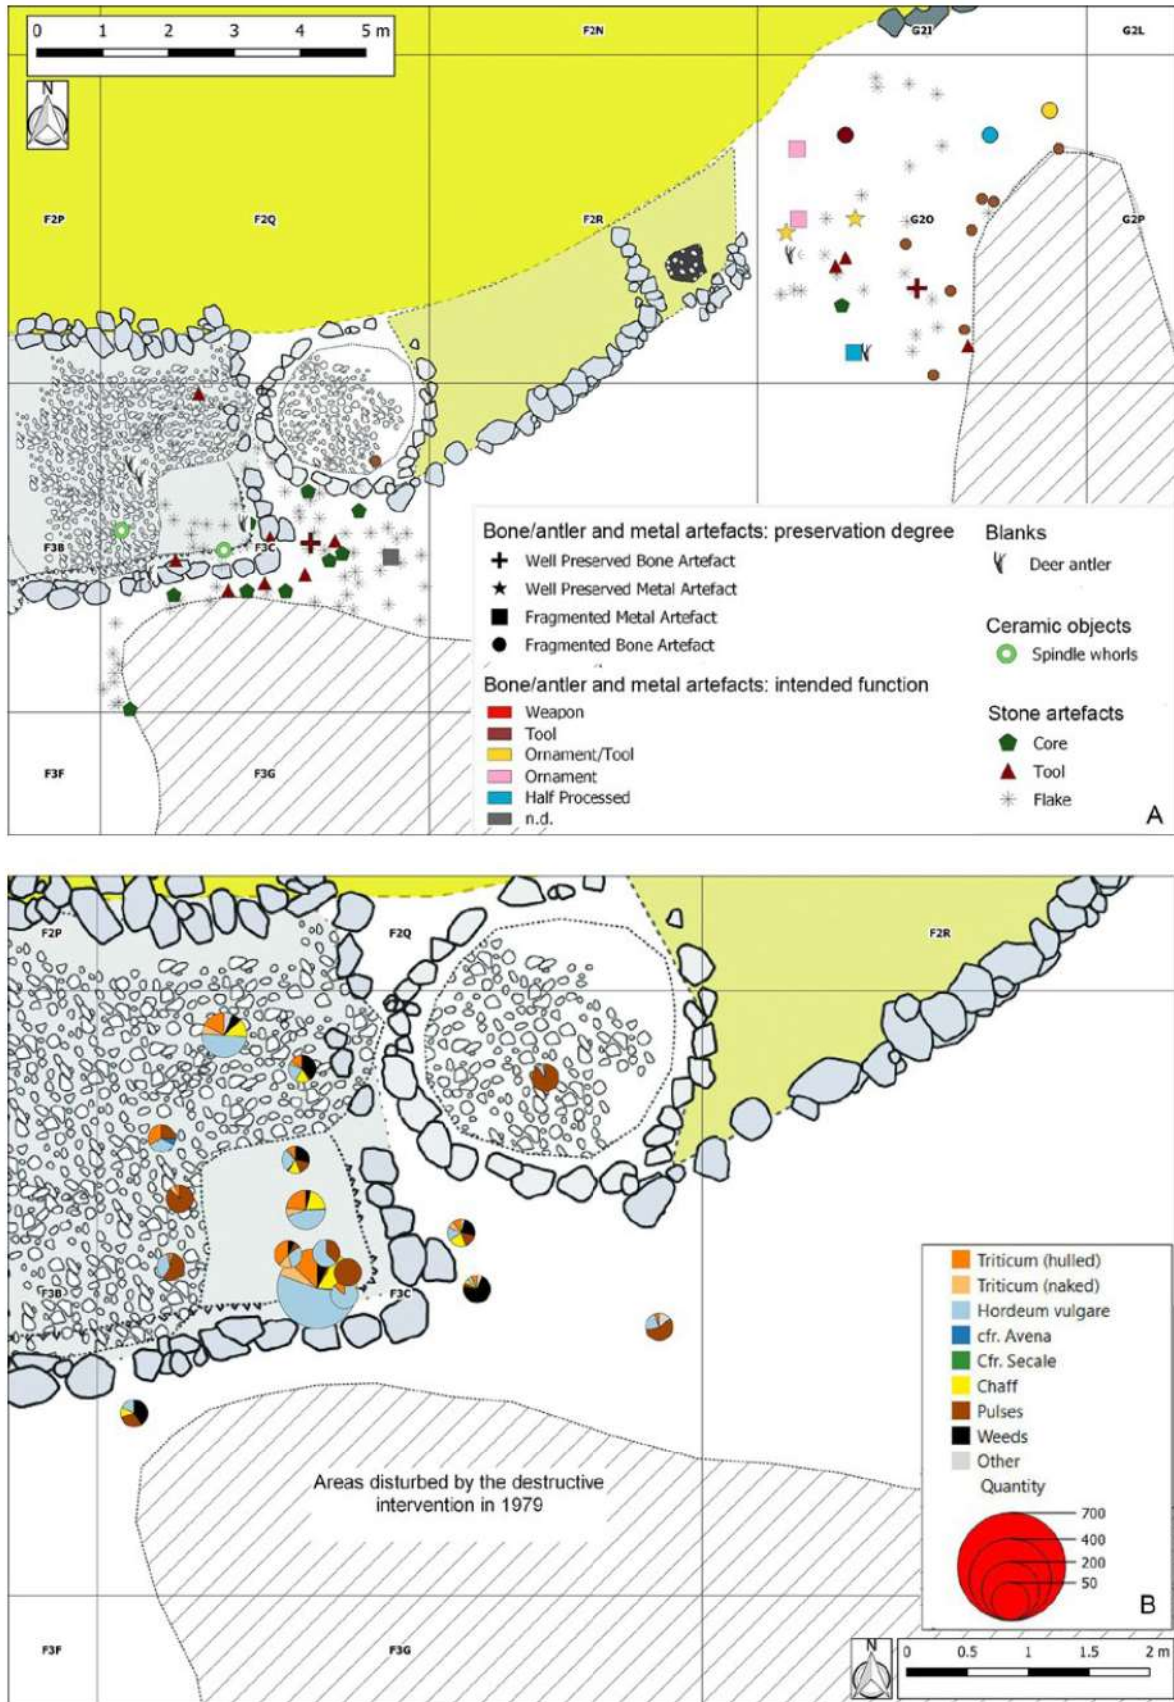 0 1 2 3 4 5 m
N
F2N
G2I
G2L
F2P
F2Q
F2R
G2O
G2P
F3B
F3C
F3F
F3G
Bone/antler and metal artefacts: preservation degree
Well Preserved Bone Artefact
Well Preserved Metal Artefact
Fragmented Metal Artefact
Fragmented Bone Artefact
Bone/antler and metal artefacts: intended function
Weapon
Tool
Ornament/Tool
Ornament
Half Processed
n.d.
Blanks
Deer antler
Ceramic objects
Spindle whorls
Stone artefacts
Core
Tool
Flake
A
F2P
F2Q
F2R
F3B
F3C
Areas disturbed by the destructive
intervention in 1979
F3F
F3G
Triticum (hulled)
Triticum (naked)
Hordeum vulgare
cfr. Avena
Cfr. Secale
Chaff
Pulses
Weeds
Other
Quantity
700
400
200
50
B
N
0 0.5 1 1.5 2 m